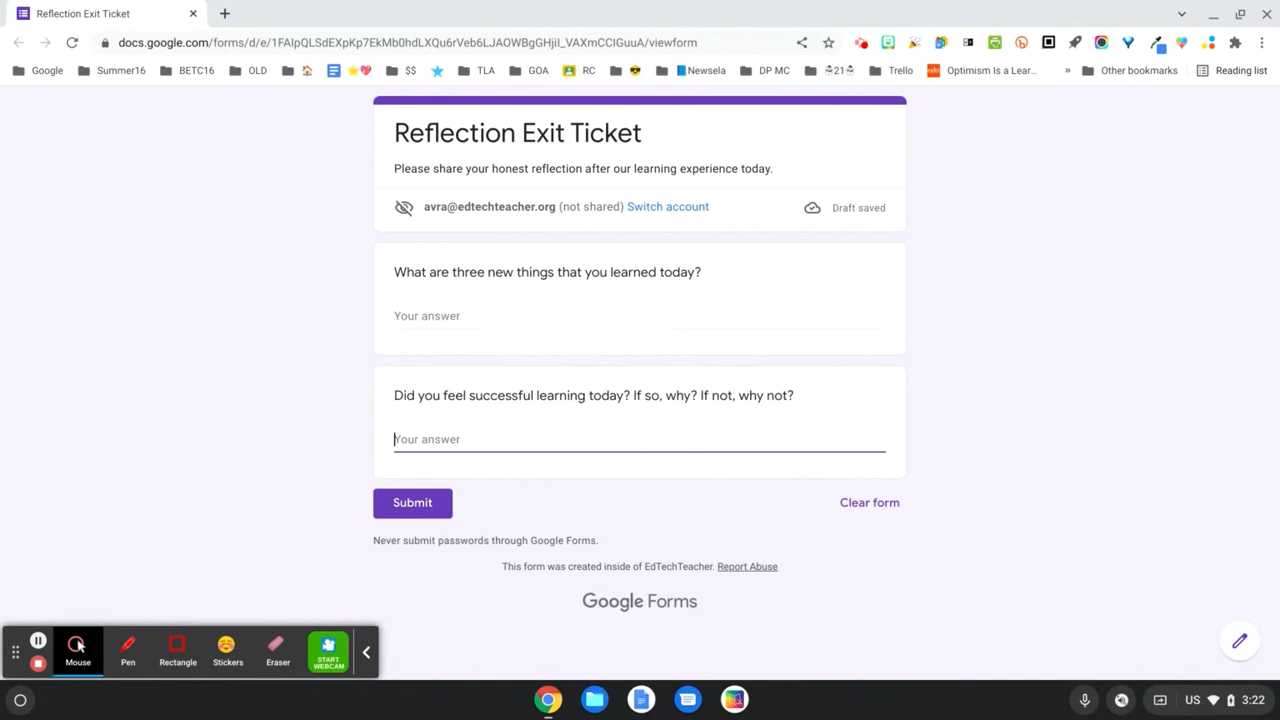 Reflection Exit Ticket
docs.google.com/forms/d/e/1FAIpQLSdEXpKp7EkMb0hdLXQu6rVeb6LJAOWBgGHjiI_VAXmCCIGuuA/viewform
Google Summer16 BETC16 OLD $$ TLA GOA RC Newsela DP MC 21 Trello Optimism Is a Lear... » Other bookmarks Reading list
Reflection Exit Ticket
Please share your honest reflection after our learning experience today.
avra@edtechteacher.org (not shared) Switch account Draft saved
What are three new things that you learned today?
Your answer
Did you feel successful learning today? If so, why? If not, why not?
Your answer
Submit Clear form
Never submit passwords through Google Forms.
This form was created inside of EdTechTeacher. Report Abuse
Google Forms
Mouse Pen Rectangle Stickers Eraser START WEBCAM
US 3:22